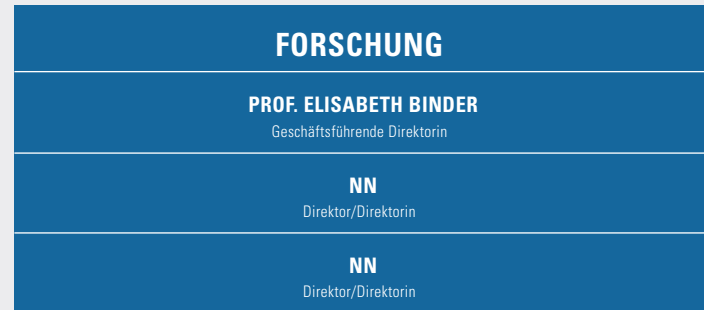 FORSCHUNG
PROF. ELISABETH BINDER
Geschäftsführende Direktorin
NN
Direktor/Direktorin
NN
Direktor/Direktorin